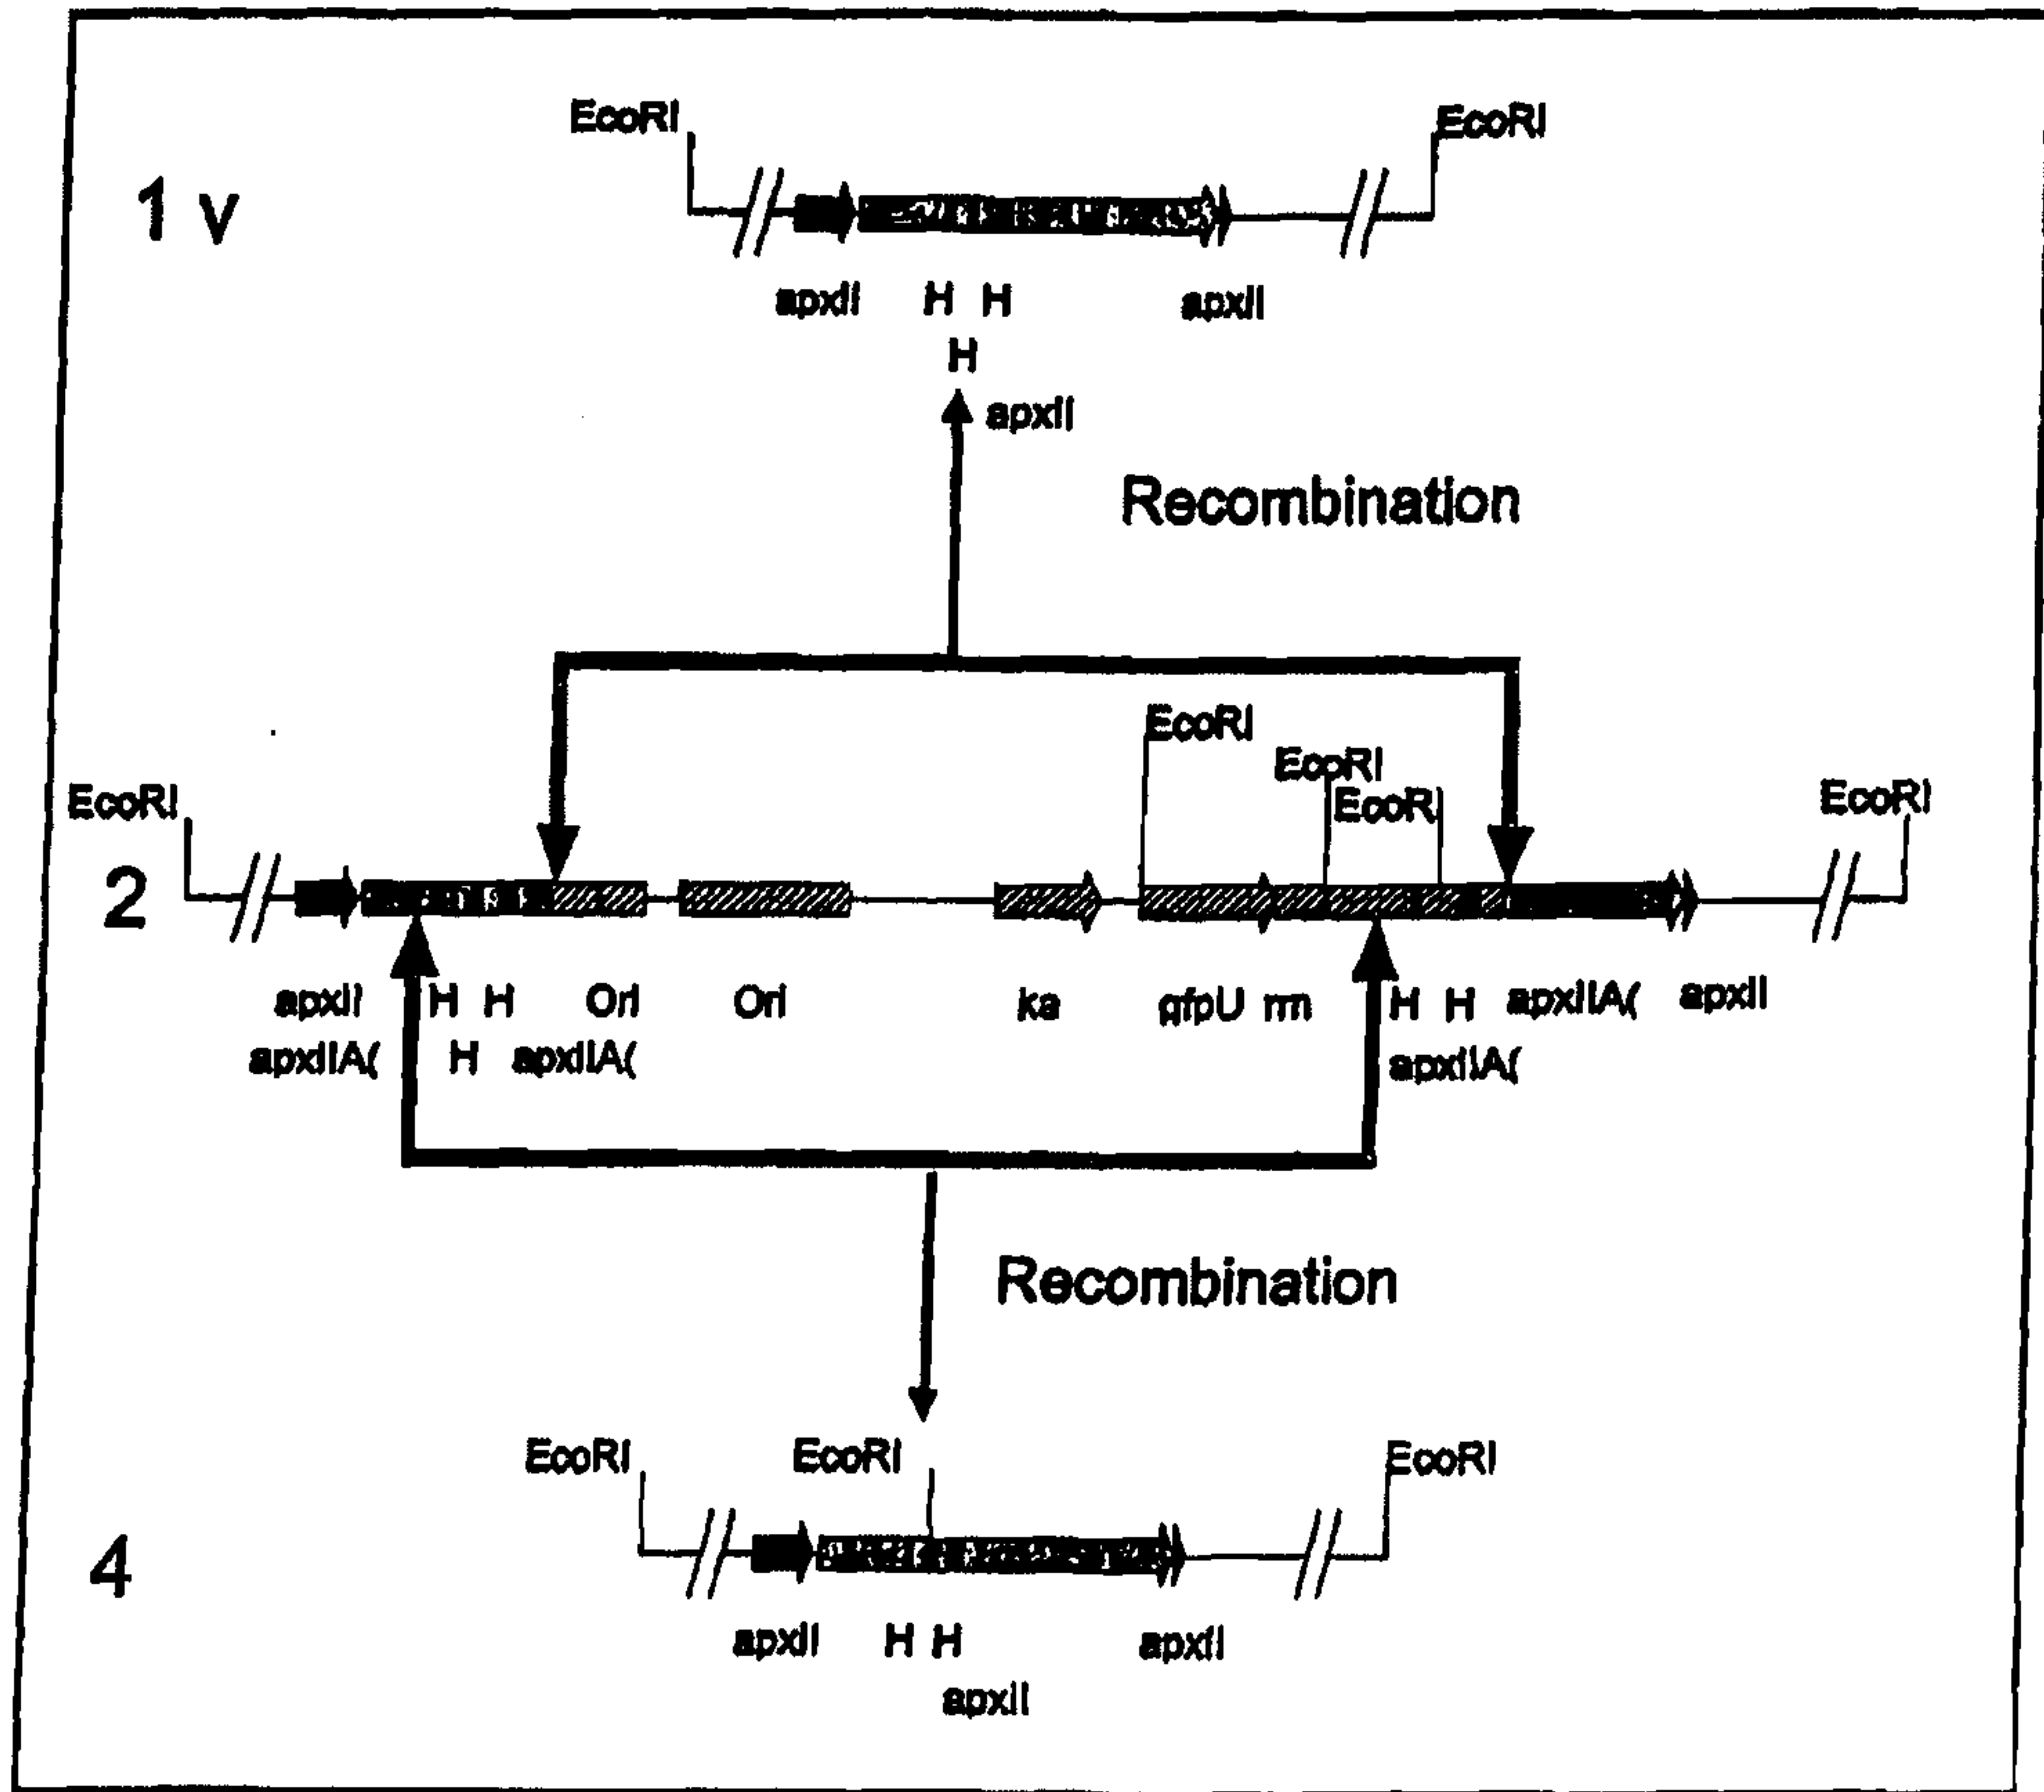 EcoRI EcoRI
1 v
apxII H H apxII
H
apxII
Recombination
EcoRI
EcoRI
EcoRI EcoR EcoRI
2
apxII H H Ori Ori ka gfpU rrn H H apxIIA( apxII
apxIIA( H apxIIA( apxIIA(
Recombination
EcoRI EcoRI EcoRI
4
apxII H H apxII
apxII